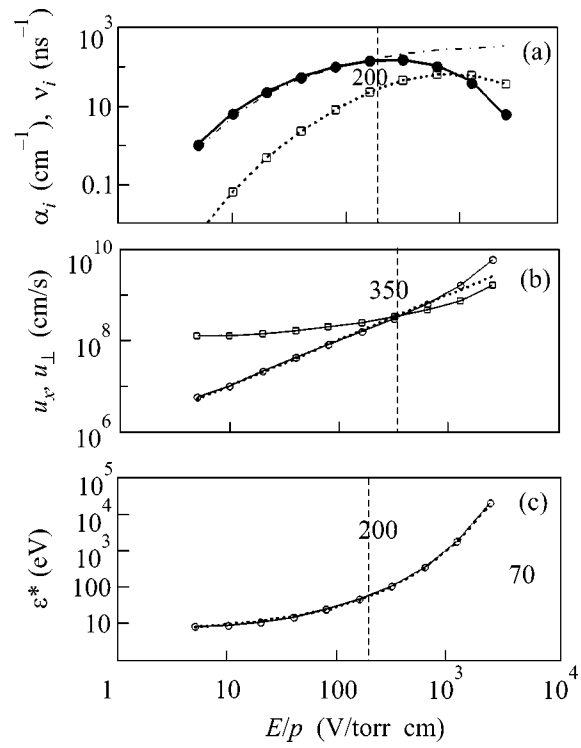 α_i (cm⁻¹), ν_i (ns⁻¹)
10³
10
0.1
(a)
200
u_x, u_⊥ (cm/s)
10¹⁰
10⁸
10⁶
(b)
350
ε* (eV)
10⁵
10⁴
10³
100
10
(c)
200
70
1
10
100
10³
10⁴
E/p (V/torr cm)